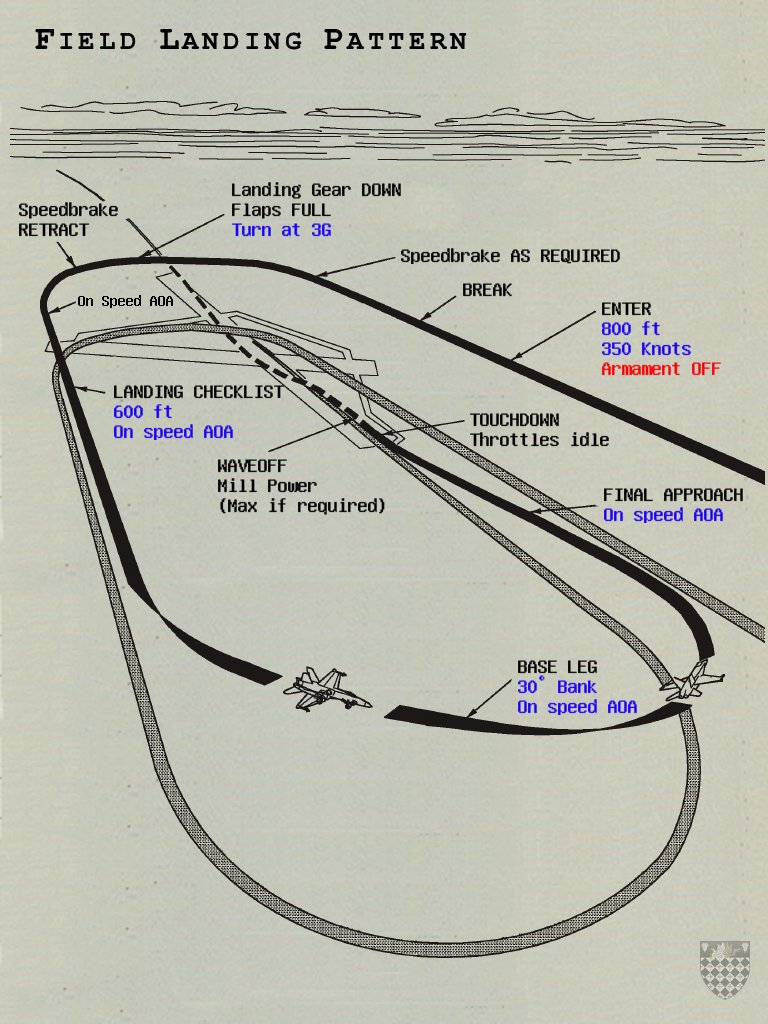 FIELD LANDING PATTERN
Landing Gear DOWN
Flaps FULL
Turn at 3G
Speedbrake
RETRACT
Speedbrake AS REQUIRED
BREAK
On Speed AOA
ENTER
800 ft
350 Knots
Armament OFF
LANDING CHECKLIST
600 ft
On speed AOA
TOUCHDOWN
Throttles idle
WAVEOFF
Mill Power
(Max if required)
FINAL APPROACH
On speed AOA
BASE LEG
30° Bank
On speed AOA